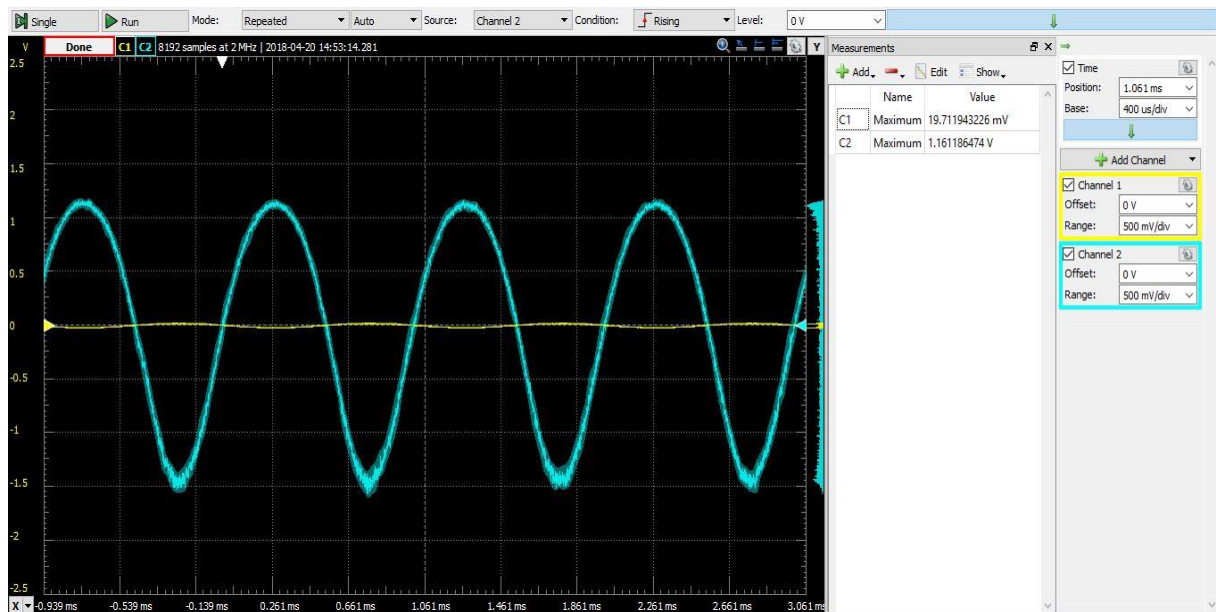 Single Run Mode: Repeated Auto Source: Channel 2 Condition: Rising Level: 0 V
V Done C1 C2 8192 samples at 2 MHz | 2018-04-20 14:53:14.281 Y
2.5
2
1.5
1
0.5
0
-0.5
-1
-1.5
-2
-2.5
X -0.939 ms -0.539 ms -0.139 ms 0.261 ms 0.661 ms 1.061 ms 1.461 ms 1.861 ms 2.261 ms 2.661 ms 3.061 ms
Measurements X
Add Edit Show
Name Value
C1 Maximum 19.711943226 mV
C2 Maximum 1.161186474 V
Time
Position: 1.061 ms
Base: 400 us/div
Add Channel
Channel 1
Offset: 0 V
Range: 500 mV/div
Channel 2
Offset: 0 V
Range: 500 mV/div